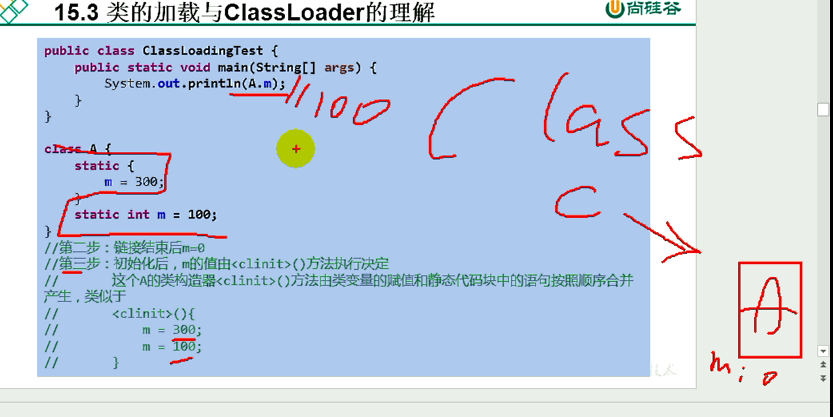 15.3 类的加载与ClassLoader的理解
尚硅谷
public class ClassLoadingTest {
public static void main(String[] args) {
System.out.println(A.m);
}
}
//100
Class
class A {
static {
m = 300;
}
static int m = 100;
}
//第二步：链接结束后m=0
//第三步：初始化后，m的值由<clinit>()方法执行决定
// 这个A的类构造器<clinit>()方法由类变量的赋值和静态代码块中的语句按照顺序合并
产生，类似于
// <clinit>(){
// m = 300;
// m = 100;
// }
A
m:0